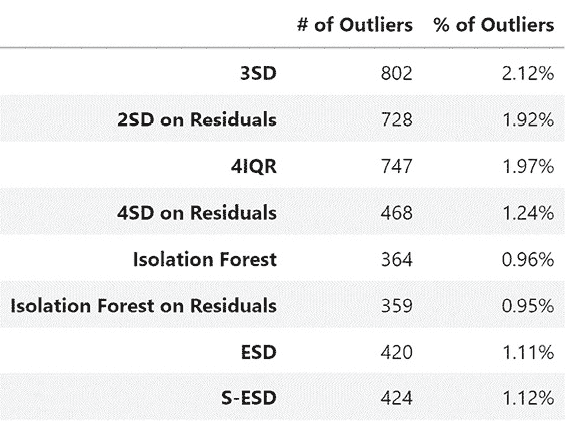 # of Outliers % of Outliers
3SD 802 2.12%
2SD on Residuals 728 1.92%
4IQR 747 1.97%
4SD on Residuals 468 1.24%
Isolation Forest 364 0.96%
Isolation Forest on Residuals 359 0.95%
ESD 420 1.11%
S-ESD 424 1.12%